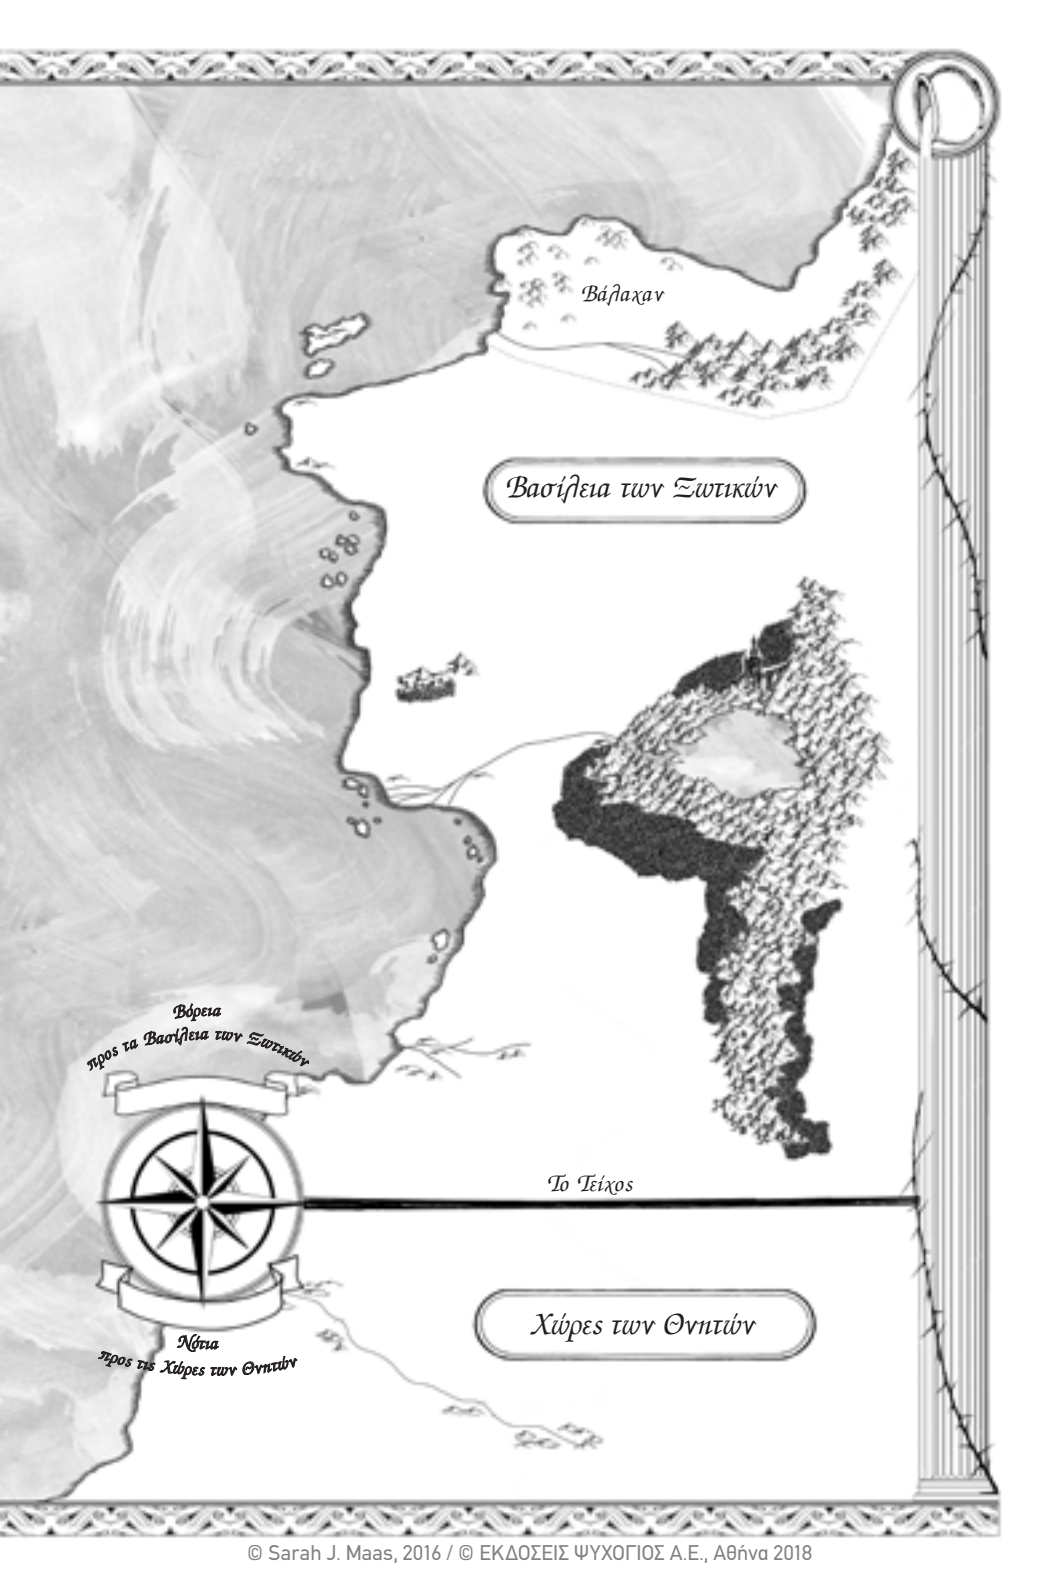 Βάλαχαν
Βασίλεια των Ξωτικών
Βόρεια
προς τα Βασίλεια των Ξωτικών
Το Τείχος
Χώρες των Θνητών
Νότια
προς τις Χώρες των Θνητών
© Sarah J. Maas, 2016 / © ΕΚΔΟΣΕΙΣ ΨΥΧΟΓΙΟΣ Α.Ε., Αθήνα 2018